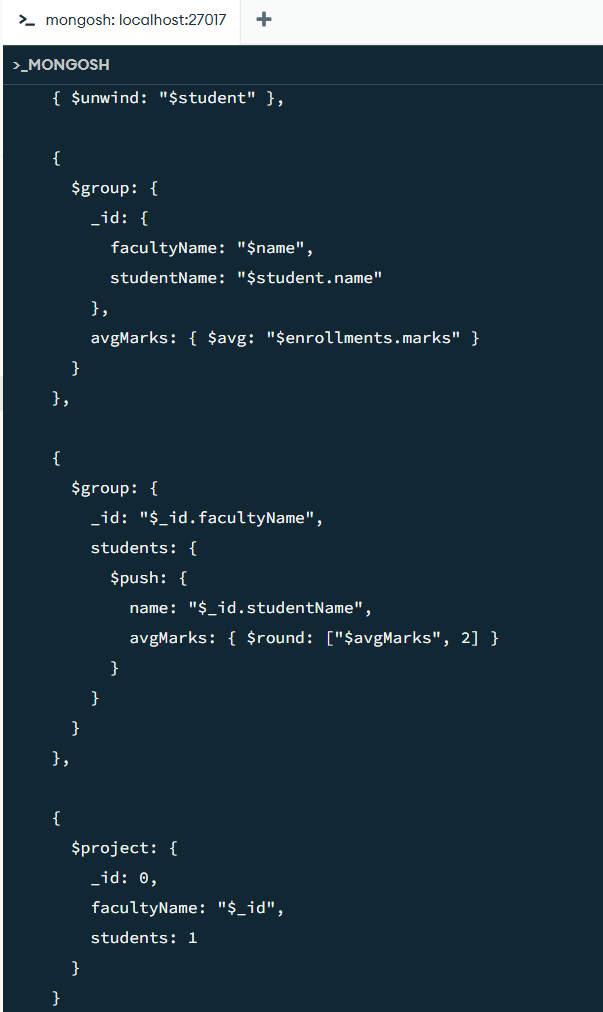 >_ mongosh: localhost:27017 +
>_MONGOSH
{ $unwind: "$student" },
{
$group: {
_id: {
facultyName: "$name",
studentName: "$student.name"
},
avgMarks: { $avg: "$enrollments.marks" }
}
},
{
$group: {
_id: "$_id.facultyName",
students: {
$push: {
name: "$_id.studentName",
avgMarks: { $round: ["$avgMarks", 2] }
}
}
}
},
{
$project: {
_id: 0,
facultyName: "$_id",
students: 1
}
}